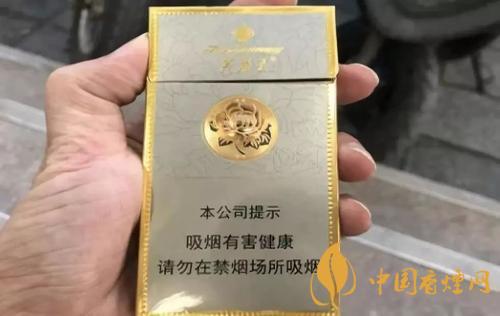 本公司提示
吸烟有害健康
请勿在禁烟场所吸烟
中国香烟网